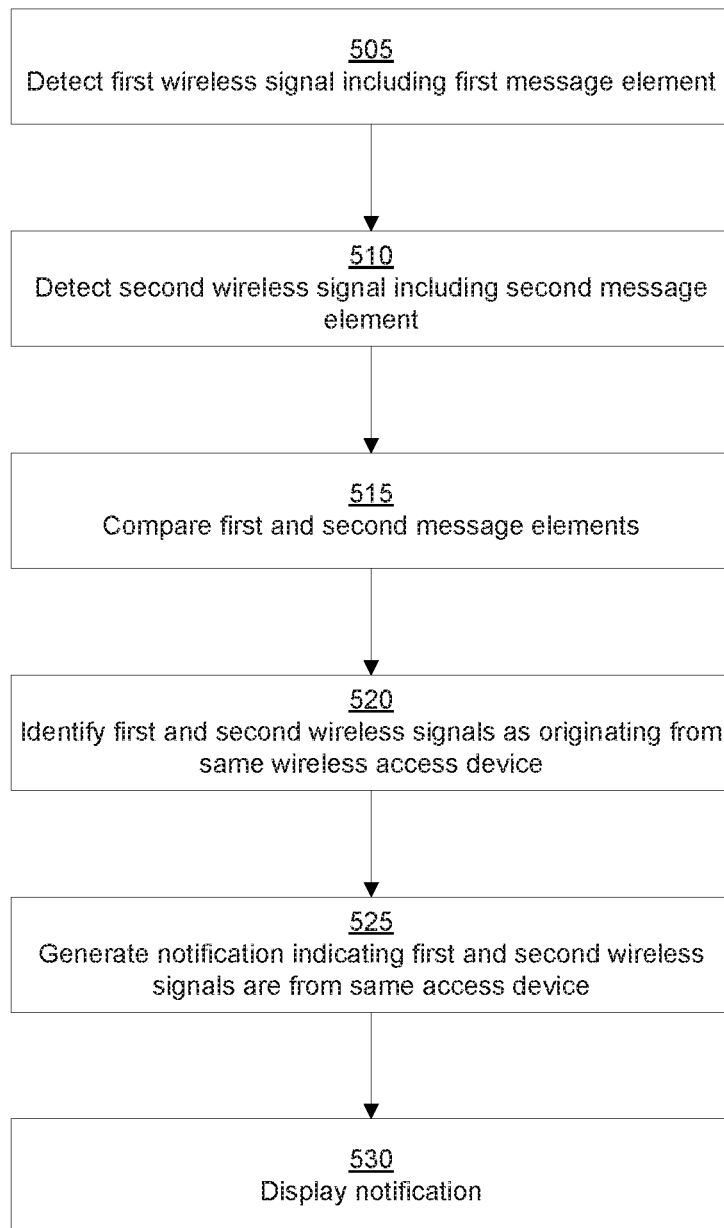 505
Detect first wireless signal including first message element
510
Detect second wireless signal including second message
element
515
Compare first and second message elements
520
Identify first and second wireless signals as originating from
same wireless access device
525
Generate notification indicating first and second wireless
signals are from same access device
530
Display notification